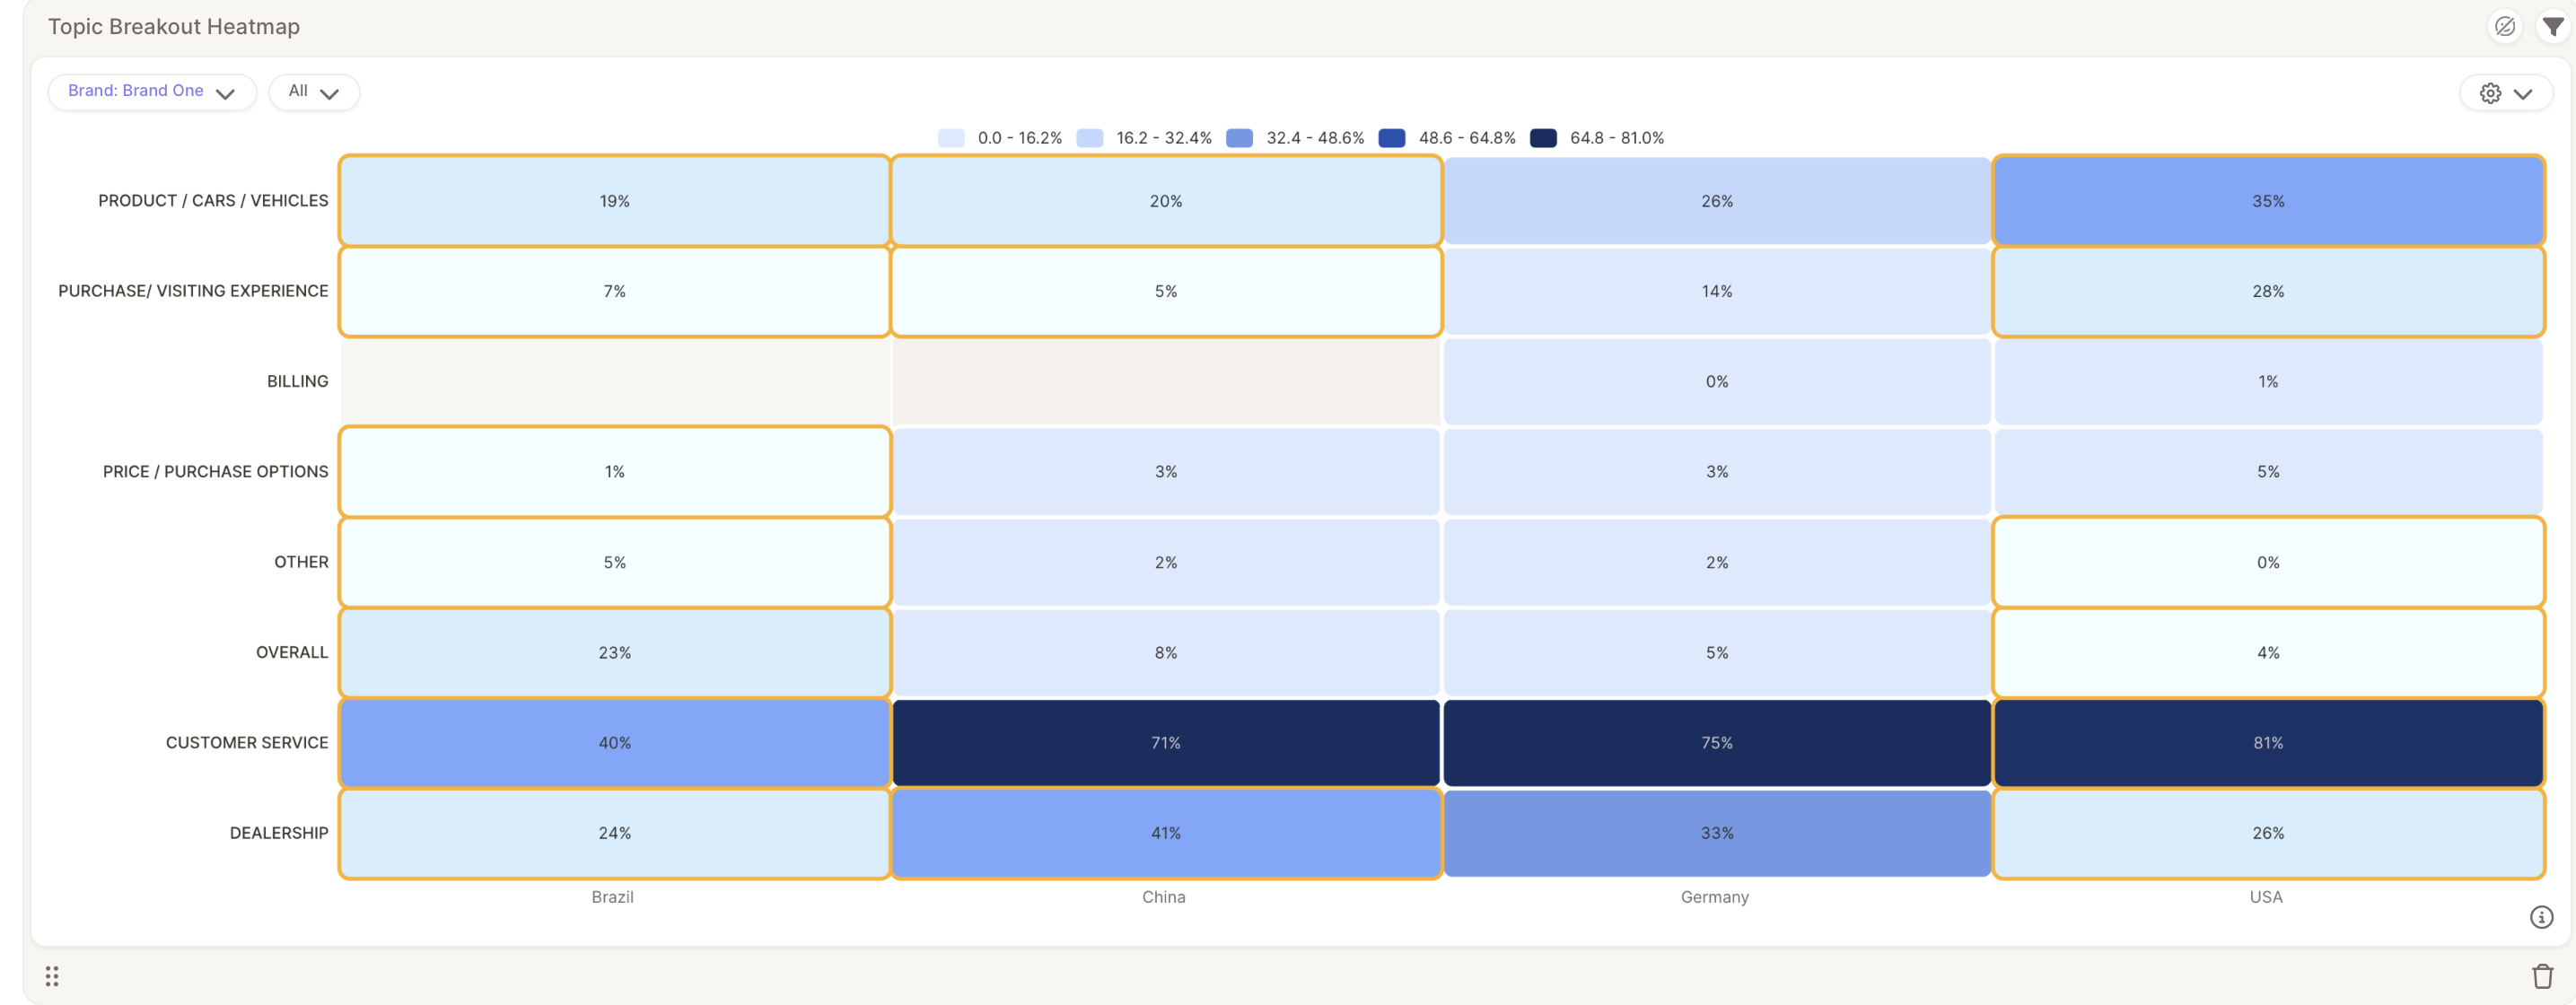 Topic Breakout Heatmap
Brand: Brand One All
0.0 - 16.2% 16.2 - 32.4% 32.4 - 48.6% 48.6 - 64.8% 64.8 - 81.0%
PRODUCT / CARS / VEHICLES 19% 20% 26% 35%
PURCHASE/ VISITING EXPERIENCE 7% 5% 14% 28%
BILLING 0% 1%
PRICE / PURCHASE OPTIONS 1% 3% 3% 5%
OTHER 5% 2% 2% 0%
OVERALL 23% 8% 5% 4%
CUSTOMER SERVICE 40% 71% 75% 81%
DEALERSHIP 24% 41% 33% 26%
Brazil China Germany USA